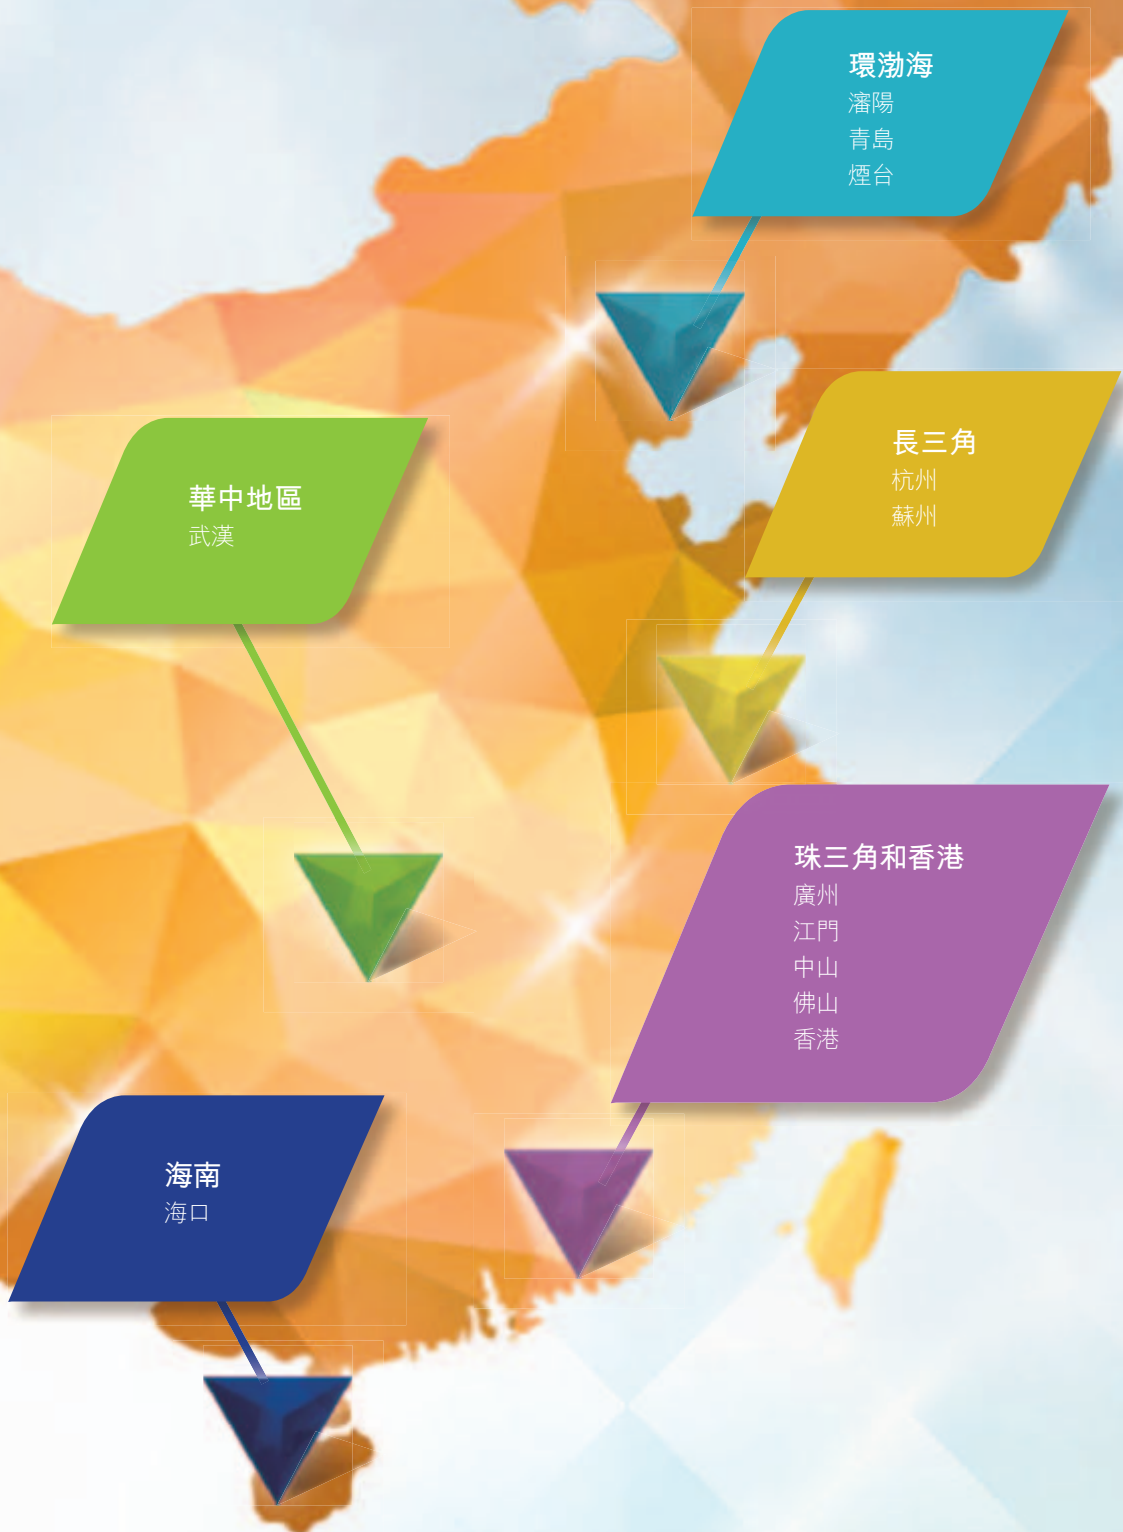 環渤海
瀋陽
青島
煙台
長三角
杭州
蘇州
華中地區
武漢
珠三角和香港
廣州
江門
中山
佛山
香港
海南
海口